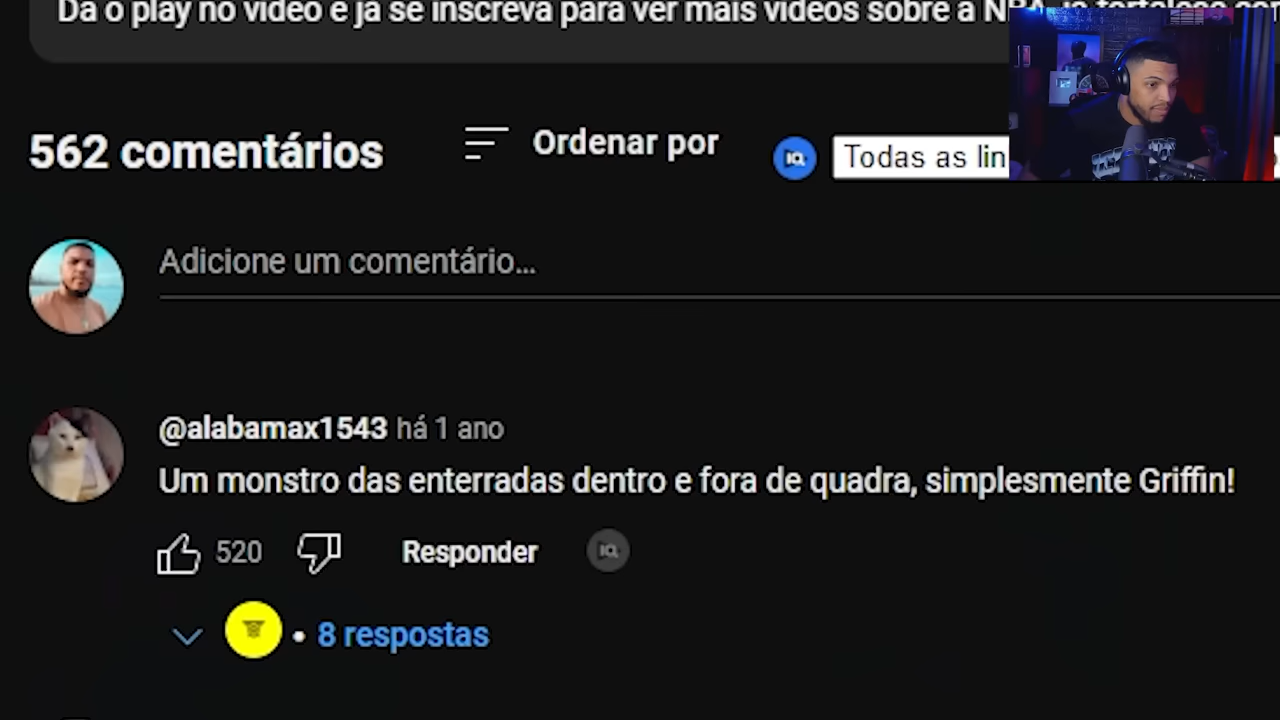 Dá o play no vídeo e já se inscreva para ver mais vídeos sobre a NBA
562 comentários
Ordenar por
IQ
Todas as lin
Adicione um comentário...
@alabamax1543 há 1 ano
Um monstro das enterradas dentro e fora de quadra, simplesmente Griffin!
520
Responder
IQ
• 8 respostas